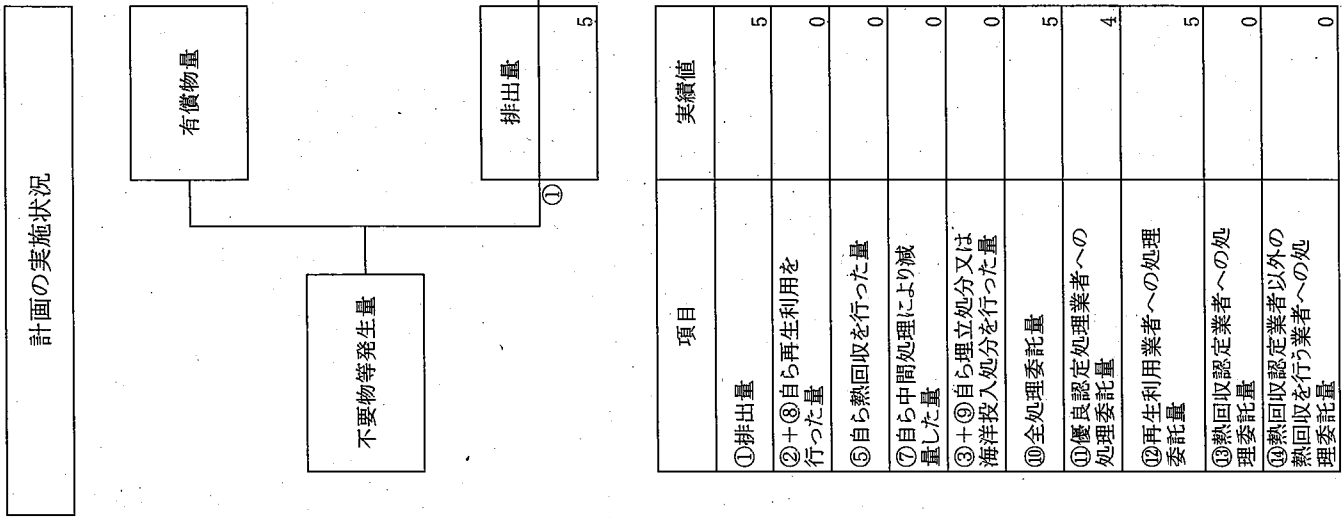 計画の実施状況
有償物量
不要物等発生量
排出量
①
5
項目
実績値
①排出量
5
②+⑧自ら再生利用を
行った量
0
⑤自ら熱回収を行った量
0
⑦自ら中間処理により減
量した量
0
③+⑨自ら埋立処分又は
海洋投入処分を行った量
0
⑩全処理委託量
5
⑪優良認定処理業者への
処理委託量
4
⑫再生利用業者への処理
委託量
5
⑬熱回収認定業者への処
理委託量
0
⑭熱回収認定業者以外の
熱回収を行う業者への処
理委託量
0